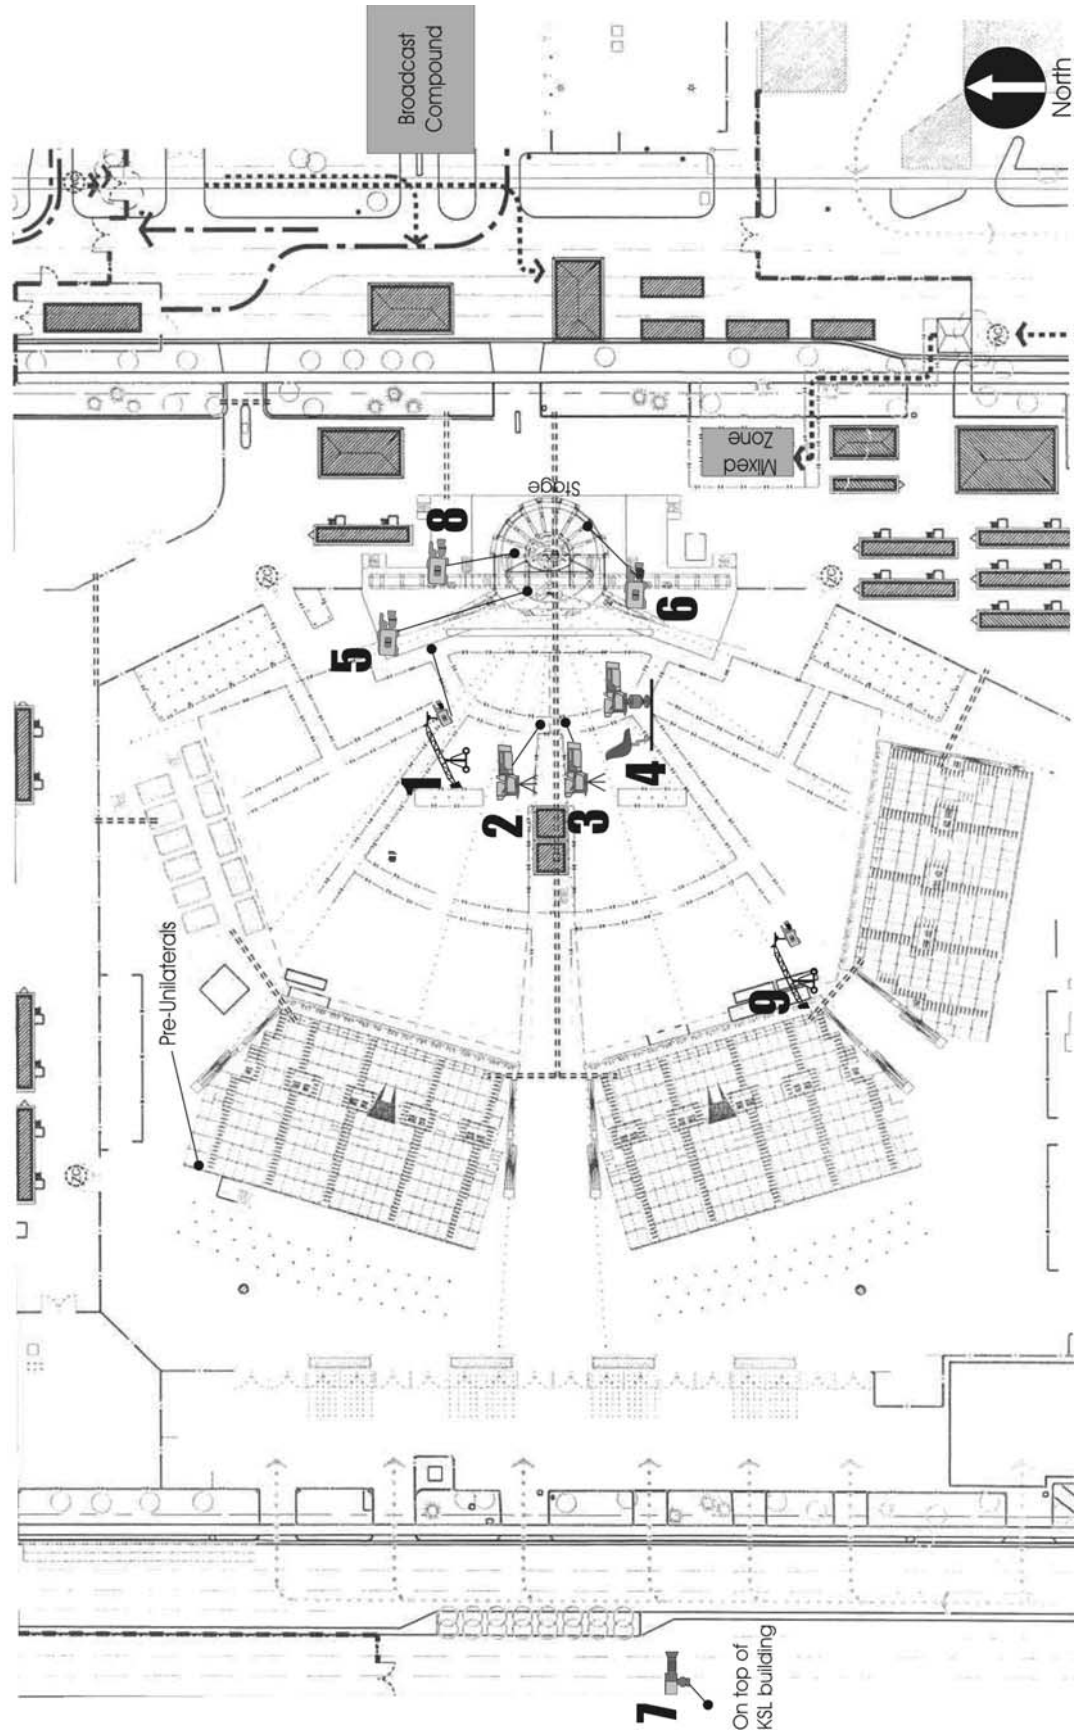 Broadcast
Compound
North
Mixed
Zone
Stage
8
5
6
1
2
3
4
9
Pre-Unilaterals
7
On top of
KSL building